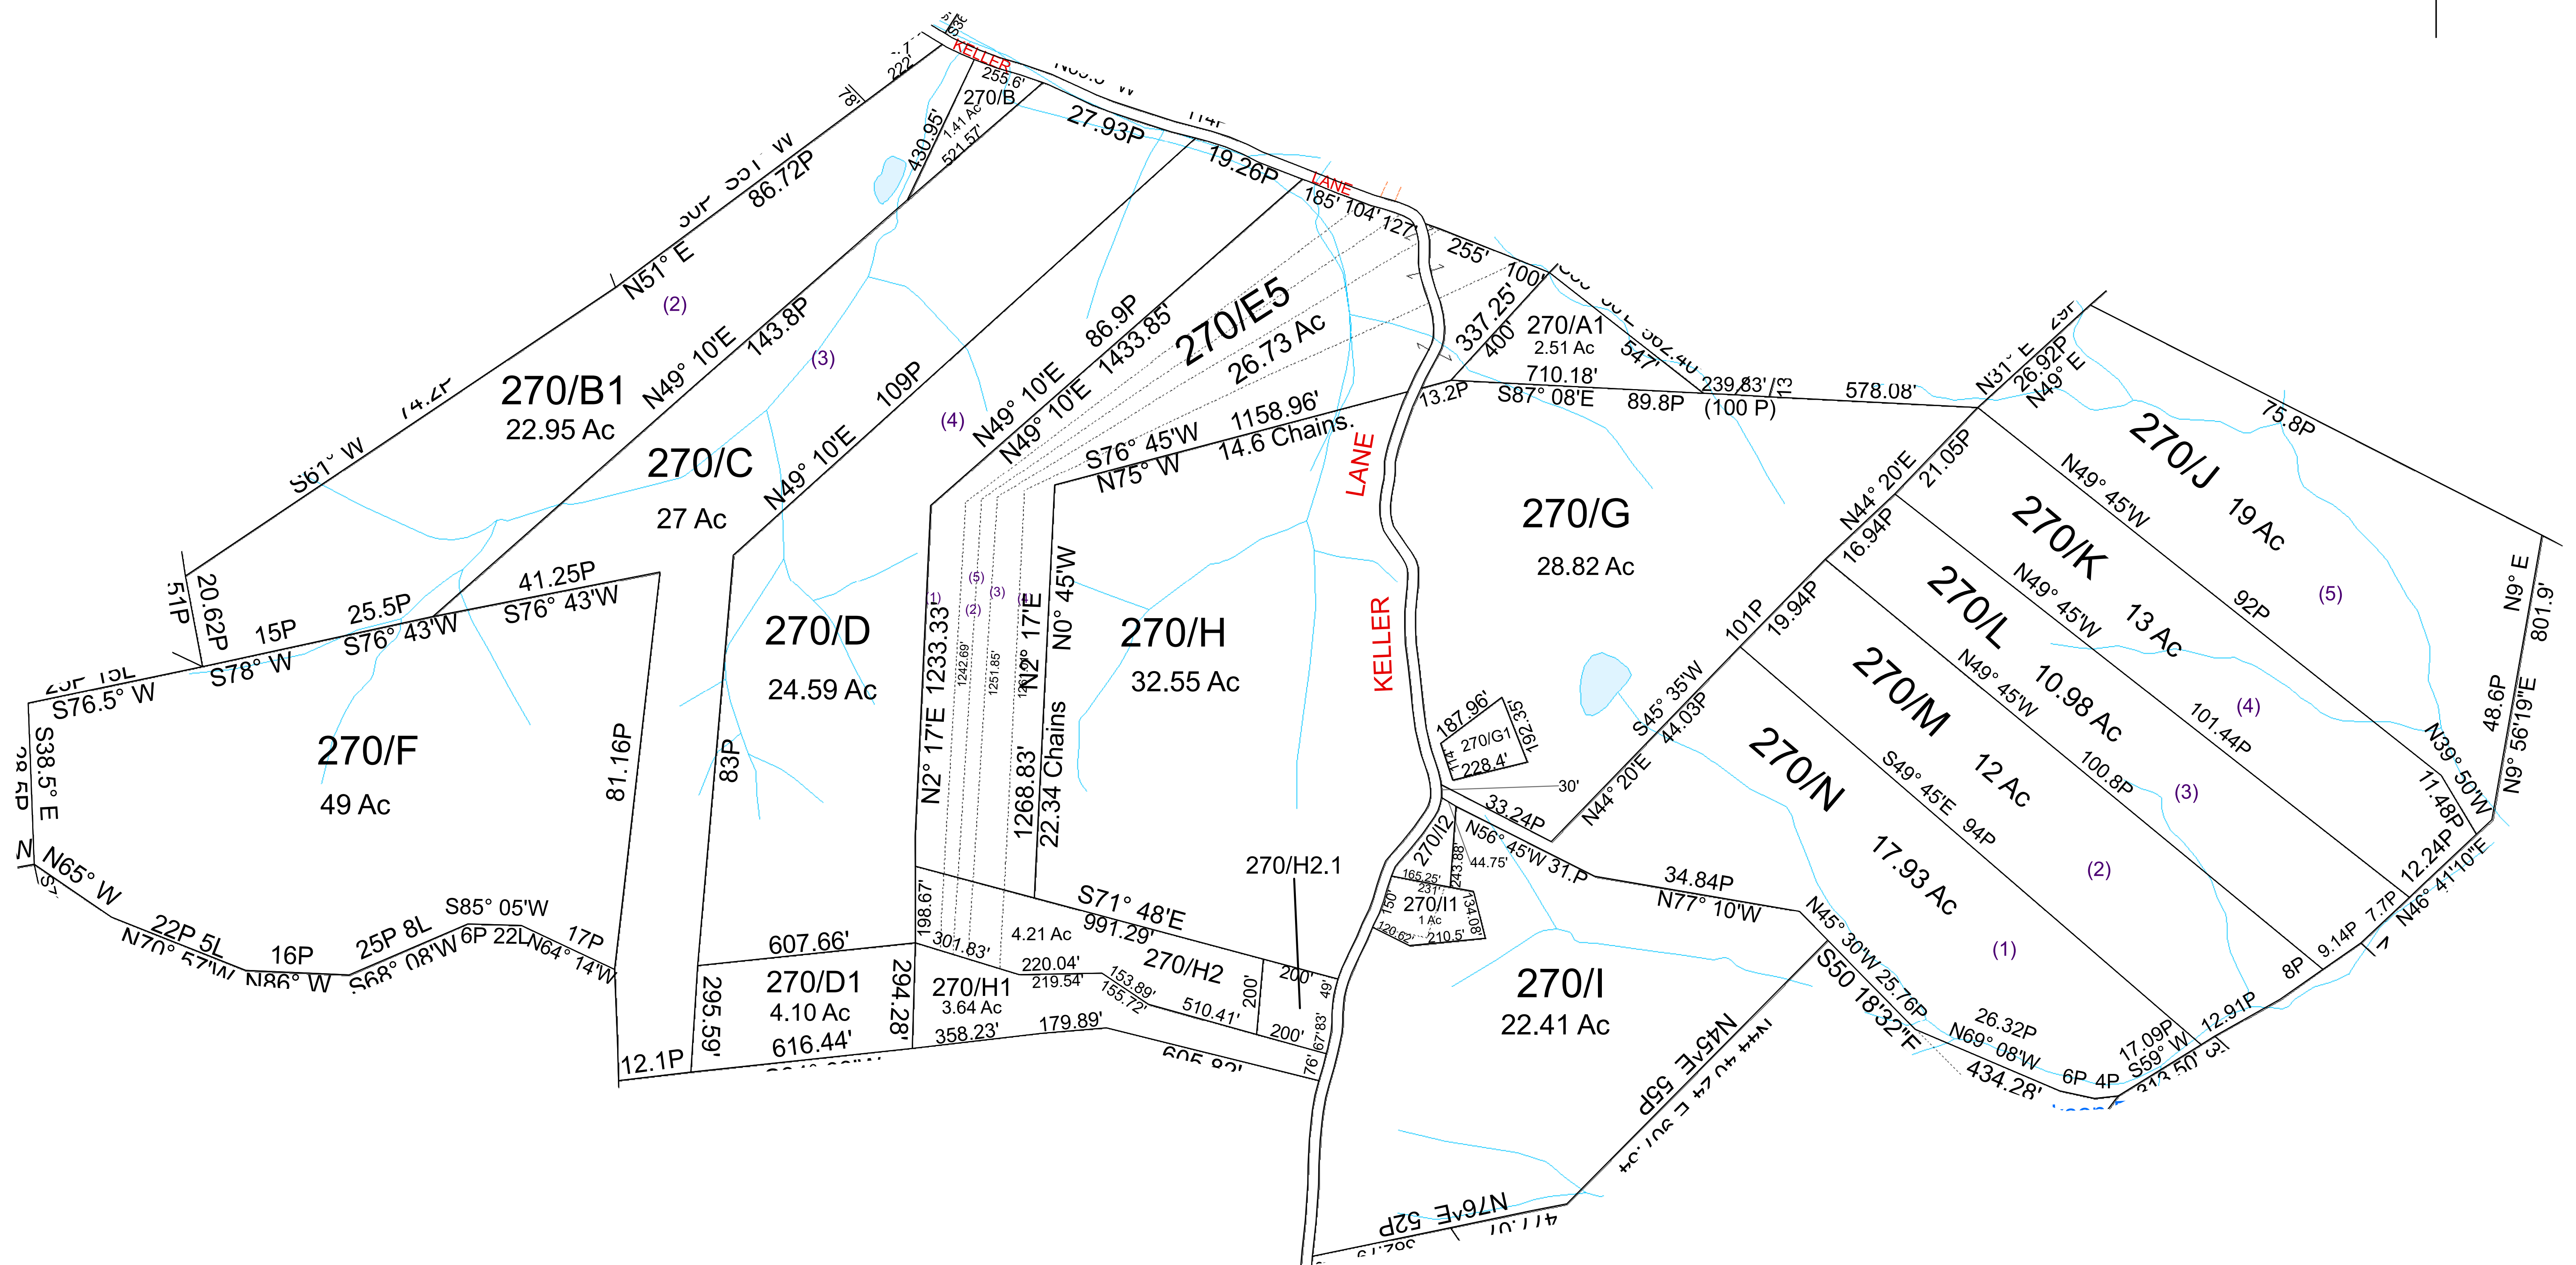 KELLER
222'
255.6'
270/B
1.41 Ac
521.57'
430.95'
78'
86.72P
27.93P
19.26P
LANE
185'
104'
127'
255'
100'
N51° E
(2)
143.8P
N49° 10'E
(3)
86.9P
1433.85'
270/E5
26.73 Ac
337.25'
400'
270/A1
2.51 Ac
547'
710.18'
S87° 08'E
89.8P
239.83'
(100 P)
578.08'
13.2P
26.92P
N49° E
75.8P
270/B1
22.95 Ac
109P
(4)
N49° 10'E
N49° 10'E
N49° 10'E
1158.96'
S76° 45'W
14.6 Chains.
N75° W
LANE
270/C
27 Ac
270/G
28.82 Ac
N44° 20'E
21.05P
16.94P
270/J
19 Ac
N49° 45'W
92P
(5)
270/K
13 Ac
N49° 45'W
101.44P
(4)
270/L
10.98 Ac
N49° 45'W
100.8P
(3)
270/M
12 Ac
S49° 45'E
94P
(2)
270/N
17.93 Ac
(1)
S61° W
51P
20.62P
15P
S78° W
25.5P
S76° 43'W
41.25P
S76° 43'W
S76.5° W
S38.5° E
270/F
49 Ac
81.16P
83P
270/D
24.59 Ac
(5)
(2)
(3)
N2° 17'E
1233.33'
1242.69'
1251.85'
N2° 17'E
1268.83'
22.34 Chains
N0° 45'W
270/H
32.55 Ac
KELLER
101P
19.94P
S45° 35'W
44.03P
N44° 20'E
187.96'
192.35'
270/G1
228.4'
30'
33.24P
N56° 45'W
31.P
44.75'
243.88'
270/I2
165.25'
231'
270/I1
1 Ac
150'
134.08'
120.62'
210.5'
34.84P
N77° 10'W
N45° 30'W
25.76P
26.32P
N69° 08'W
434.28'
6P
4P
17.09P
S59° W
12.91P
8P
9.14P
7.7P
12.24P
N46° 41'10"E
11.48P
N39° 50'W
N9° E
801.9'
48.6P
N9° 56'19"E
N65° W
22P 5L
16P
N86° W
25P 8L
S68° 08'W
S85° 05'W
6P 22L
17P
N64° 14'W
12.1P
607.66'
270/D1
4.10 Ac
295.59'
294.28'
616.44'
198.67'
301.83'
4.21 Ac
S71° 48'E
991.29'
270/H2
270/H2.1
270/H1
3.64 Ac
220.04'
219.54'
153.89'
155.72'
510.41'
200'
200'
200'
49'
67'83'
76'
358.23'
179.89'
270/I
22.41 Ac
N45^E 55P
N76^E 52P